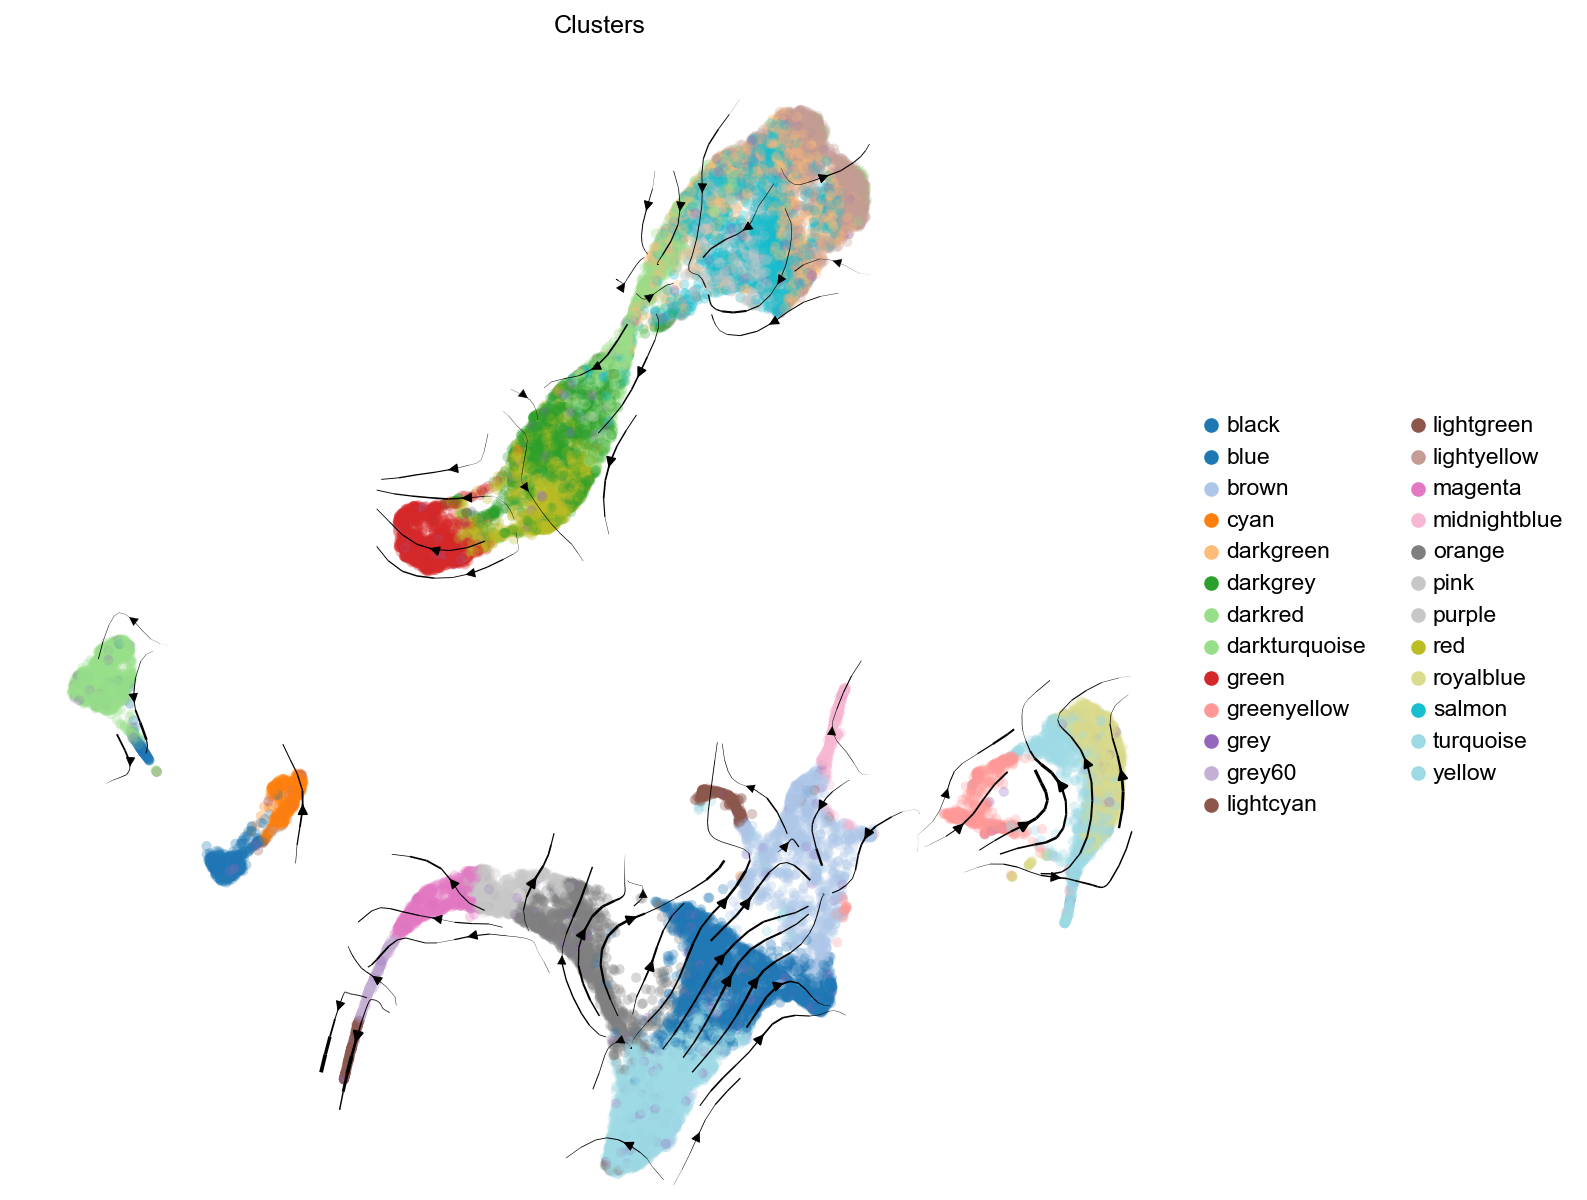 Clusters
black
blue
brown
cyan
darkgreen
darkgrey
darkred
darkturquoise
green
greenyellow
grey
grey60
lightcyan
lightgreen
lightyellow
magenta
midnightblue
orange
pink
purple
red
royalblue
salmon
turquoise
yellow